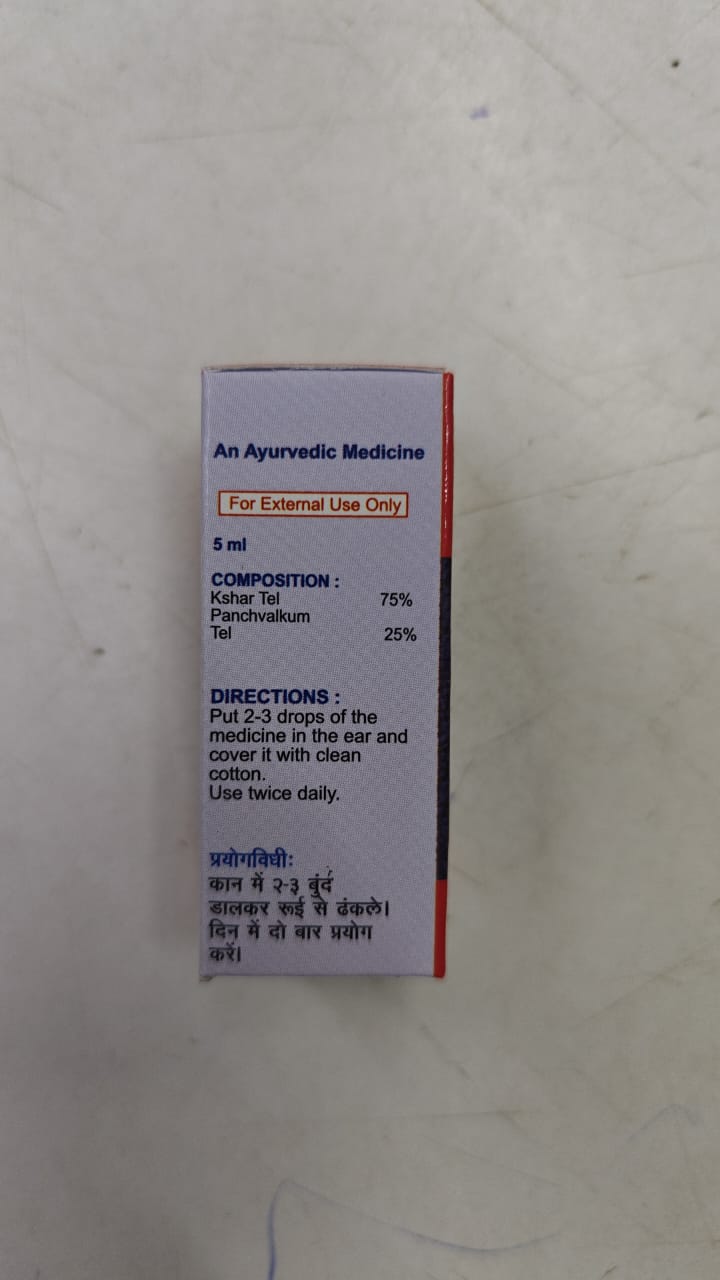 An Ayurvedic Medicine
For External Use Only
5 ml
COMPOSITION :
Kshar Tel 75%
Panchvalkum
Tel 25%
DIRECTIONS :
Put 2-3 drops of the
medicine in the ear and
cover it with clean
cotton.
Use twice daily.
प्रयोगविधी:
कान में २-३ बुंद
डालकर रूई से ढंकले।
दिन में दो बार प्रयोग
करें।